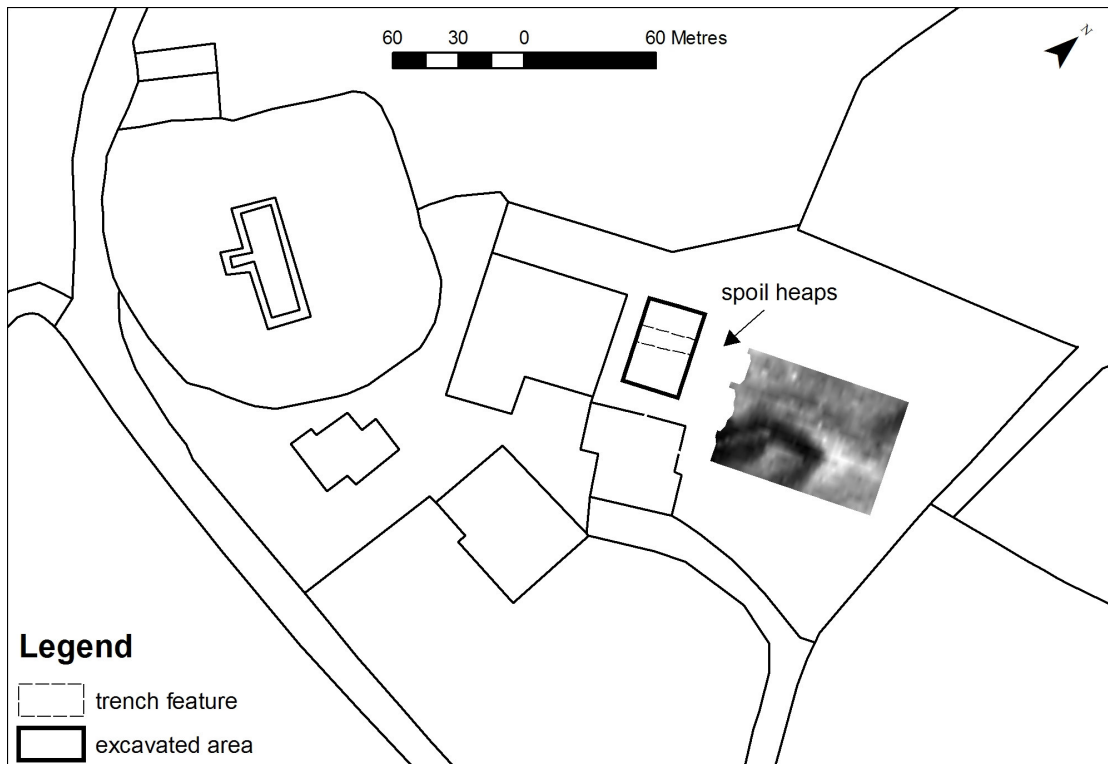 60 30 0 60 Metres
N
spoil heaps
Legend
trench feature
excavated area